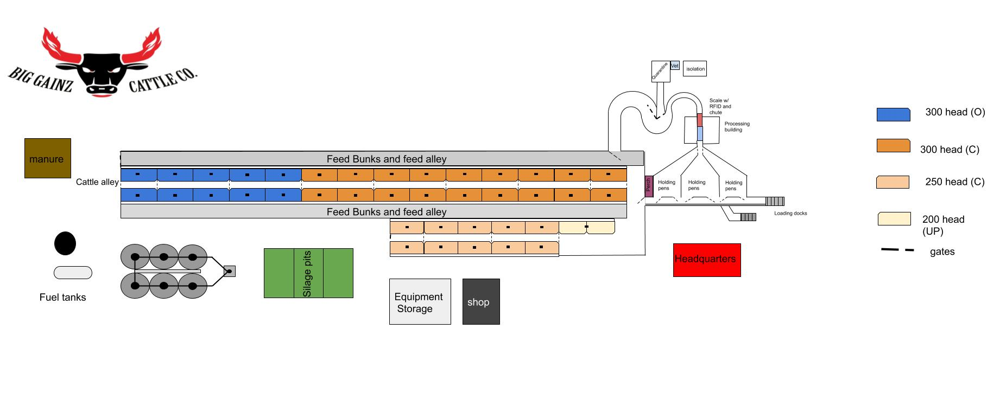 BIG GAINZ CATTLE CO.
Quarantine
Vet
isolation
Scale w/
RFID and
chute
Processing
building
300 head (O)
300 head (C)
250 head (C)
200 head
(UP)
gates
manure
Feed Bunks and feed alley
Cattle alley
Perch
Holding
pens
Holding
pens
Holding
pens
Feed Bunks and feed alley
Loading docks
Silage pits
Headquarters
Fuel tanks
Equipment
Storage
shop